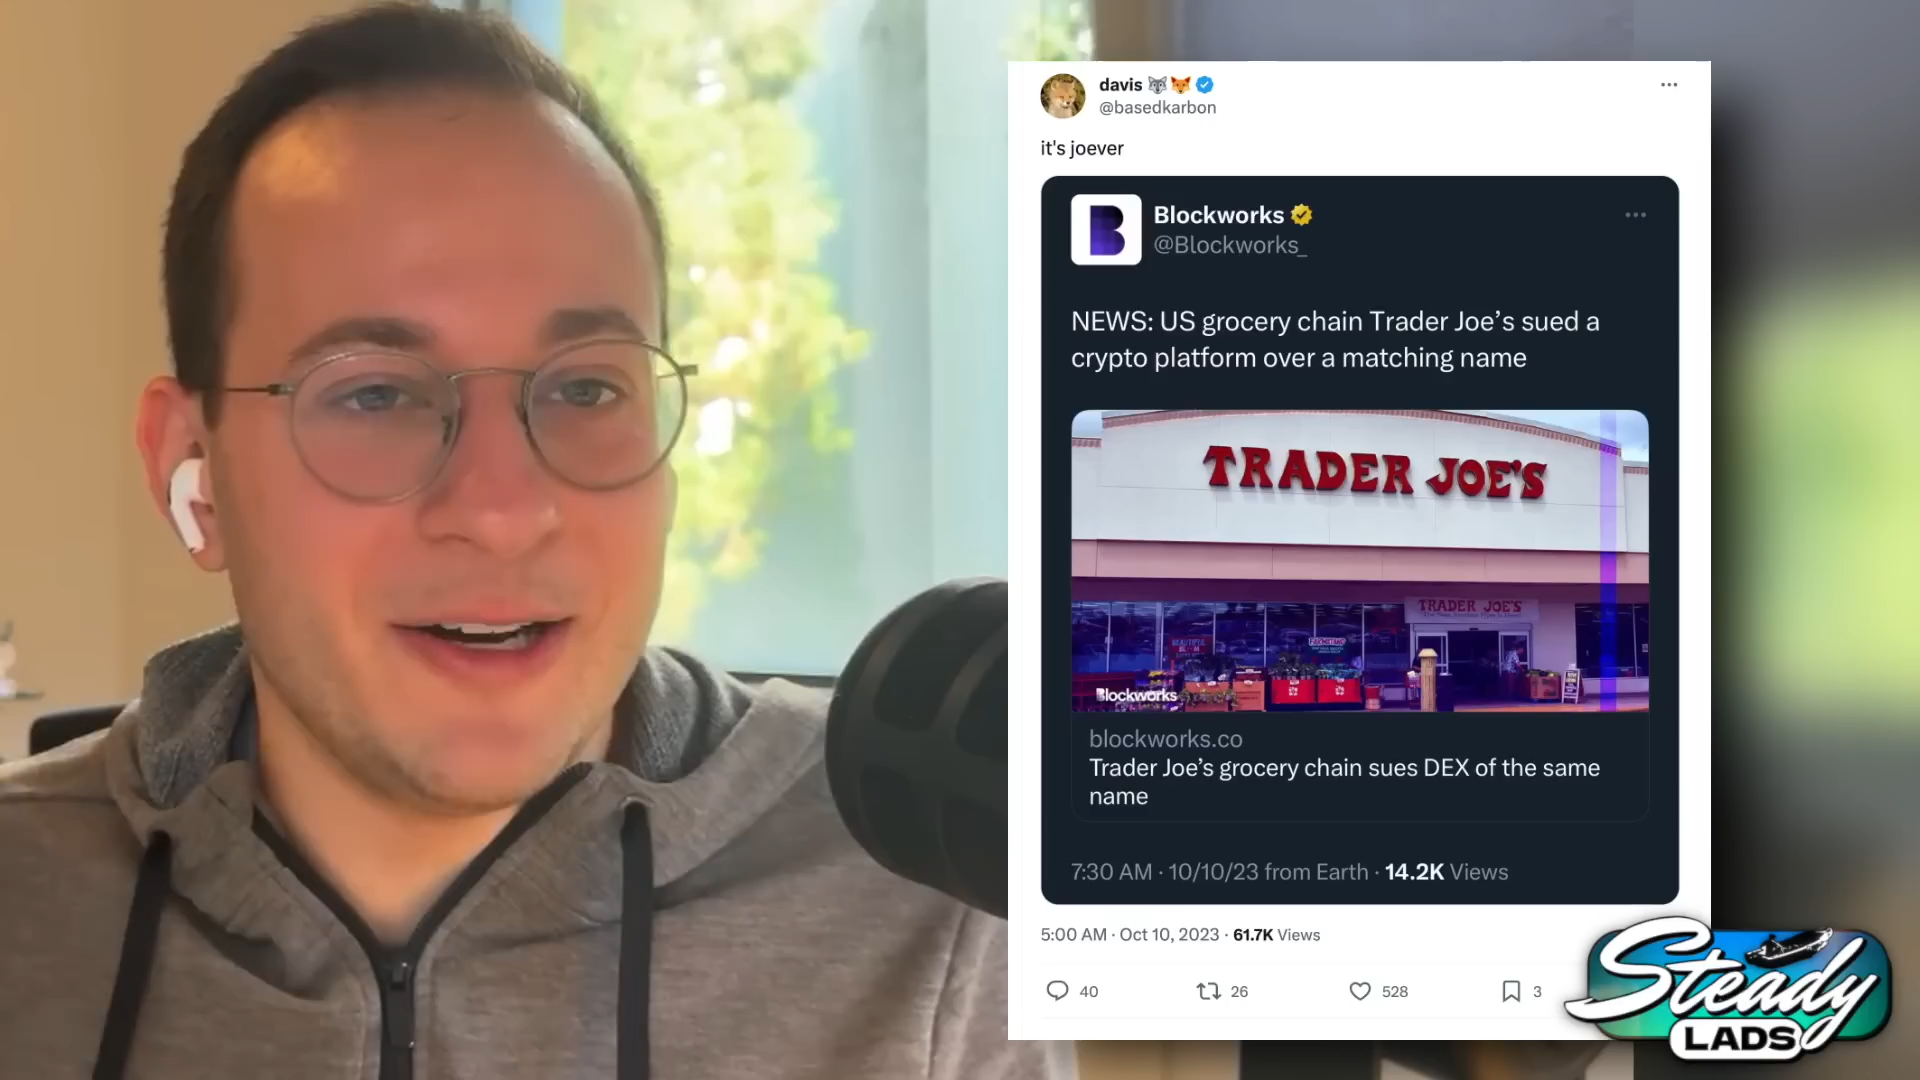 davis
@basedkarbon
it's joever
B
Blockworks
@Blockworks_
NEWS: US grocery chain Trader Joe’s sued a
crypto platform over a matching name
TRADER JOE'S
TRADER JOE'S
Blockworks
blockworks.co
Trader Joe’s grocery chain sues DEX of the same
name
7:30 AM · 10/10/23 from Earth · 14.2K Views
5:00 AM · Oct 10, 2023 · 61.7K Views
40 26 528 3
Steady
LADS